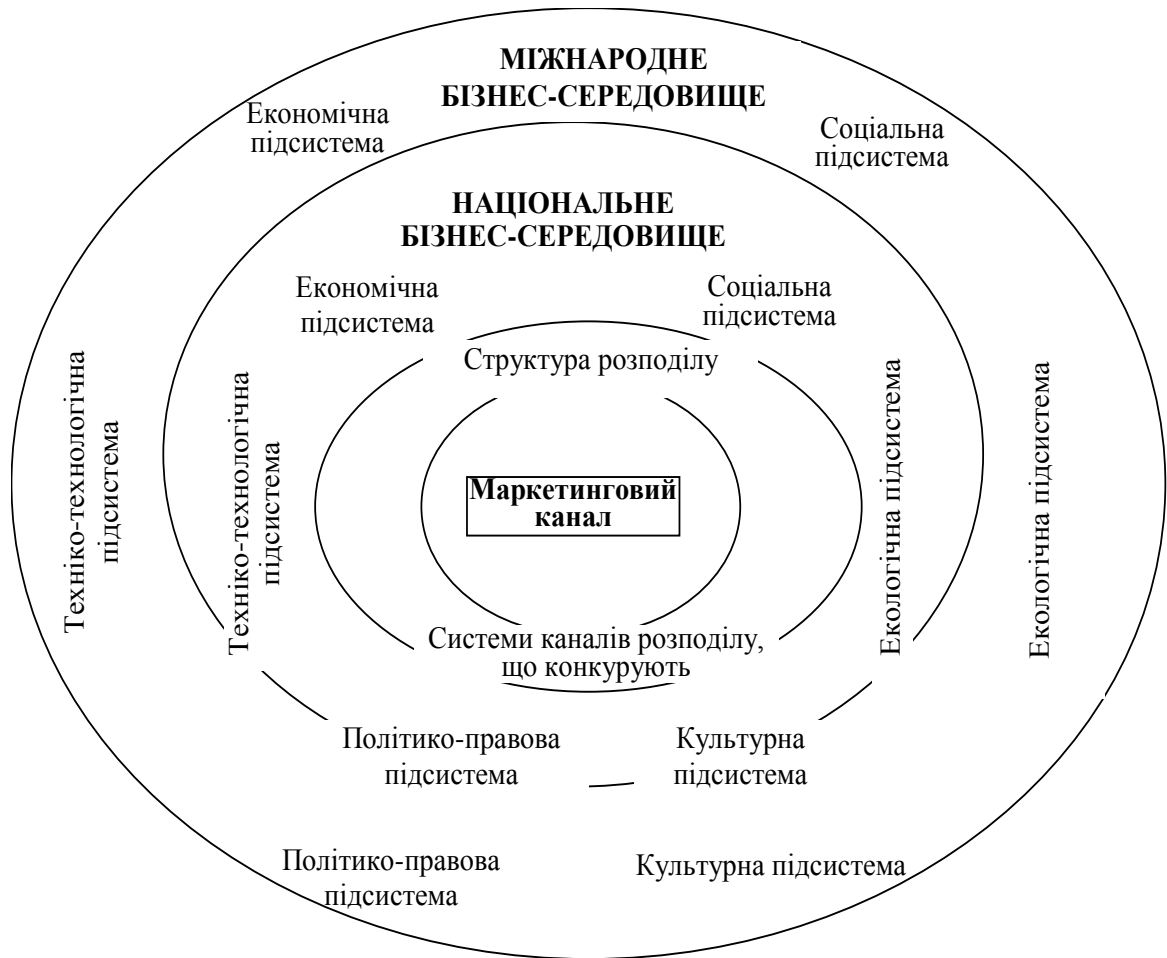 МІЖНАРОДНЕ
БІЗНЕС-СЕРЕДОВИЩЕ
Економічна
підсистема
Соціальна
підсистема
НАЦІОНАЛЬНЕ
БІЗНЕС-СЕРЕДОВИЩЕ
Економічна
підсистема
Соціальна
підсистема
Структура розподілу
Техніко-технологічна
підсистема
Техніко-технологічна
підсистема
Маркетинговий
канал
Екологічна підсистема
Екологічна підсистема
Системи каналів розподілу,
що конкурують
Політико-правова
підсистема
Культурна
підсистема
Політико-правова
підсистема
Культурна підсистема